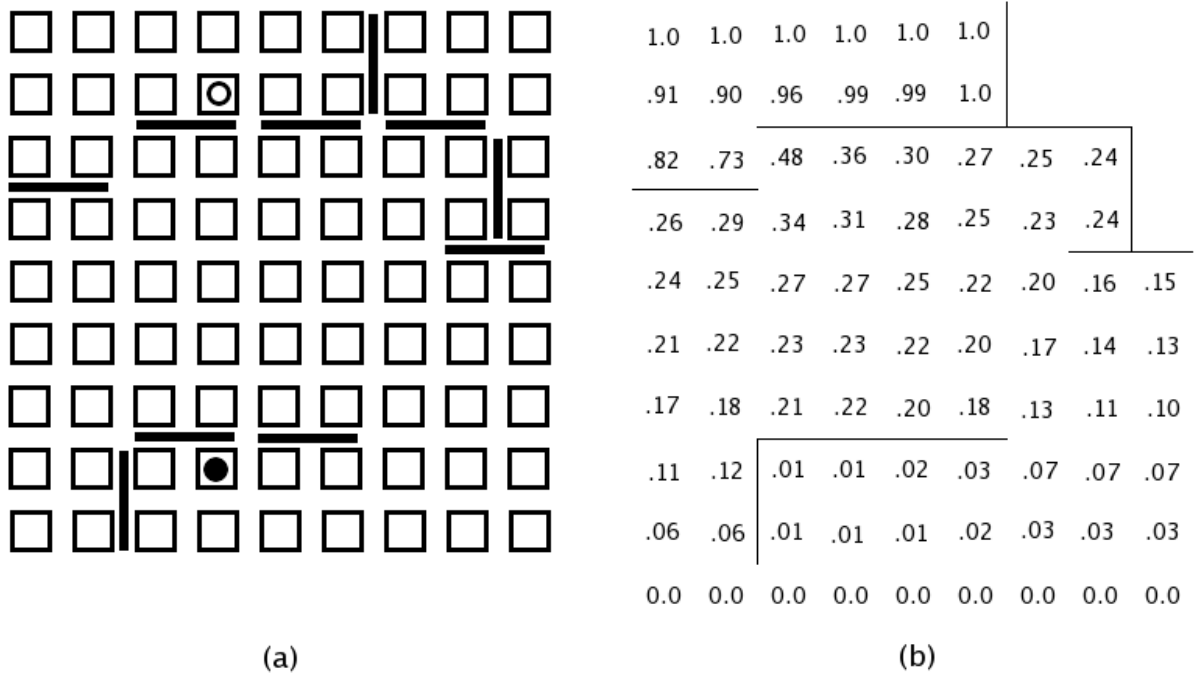 1.0 1.0 1.0 1.0 1.0 1.0
.91 .90 .96 .99 .99 1.0
.82 .73 .48 .36 .30 .27 .25 .24
.26 .29 .34 .31 .28 .25 .23 .24
.24 .25 .27 .27 .25 .22 .20 .16 .15
.21 .22 .23 .23 .22 .20 .17 .14 .13
.17 .18 .21 .22 .20 .18 .13 .11 .10
.11 .12 .01 .01 .02 .03 .07 .07 .07
.06 .06 .01 .01 .01 .02 .03 .03 .03
0.0 0.0 0.0 0.0 0.0 0.0 0.0 0.0 0.0
(a) (b)